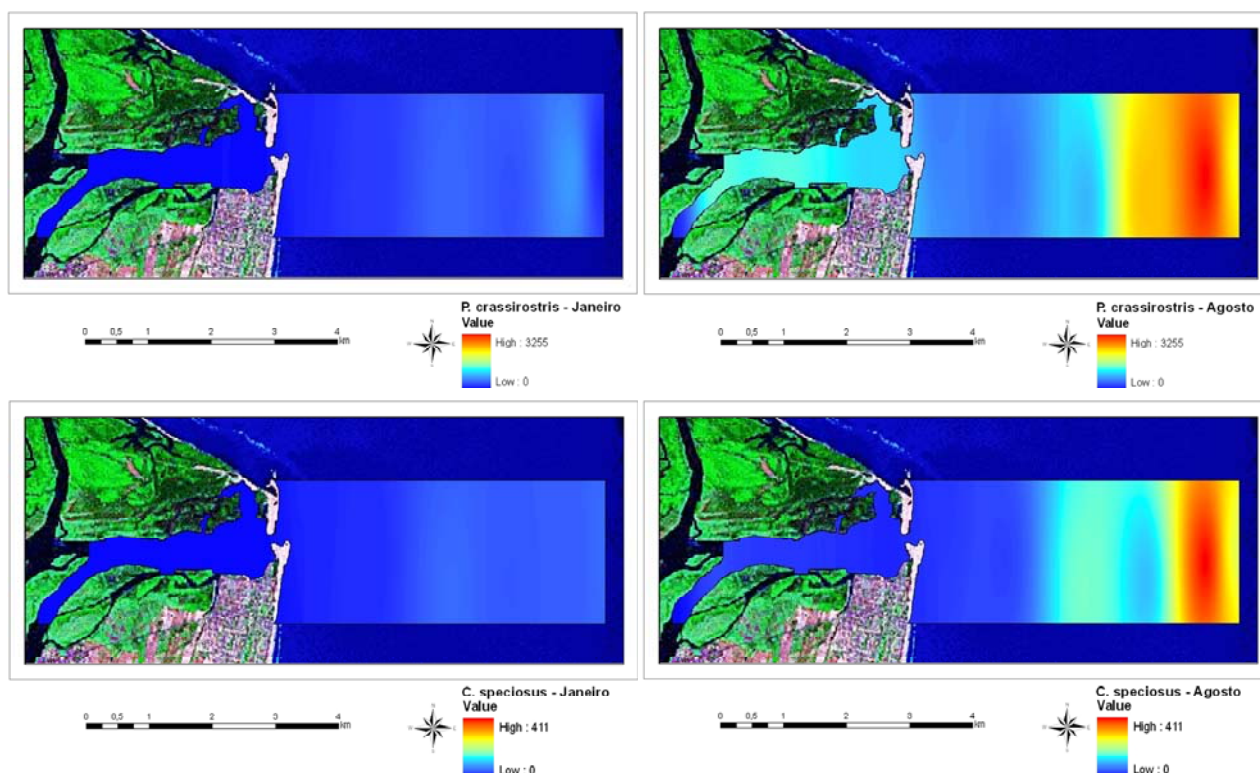 P. crassirostris - Janeiro
Value
High : 3255
Low : 0
0 0,5 1 2 3 4
km
P. crassirostris - Agosto
Value
High : 3255
Low : 0
0 0,5 1 2 3 4
km
C. speciosus - Janeiro
Value
High : 411
Low : 0
0 0,5 1 2 3 4
km
C. speciosus - Agosto
Value
High : 411
Low : 0
0 0,5 1 2 3 4
km